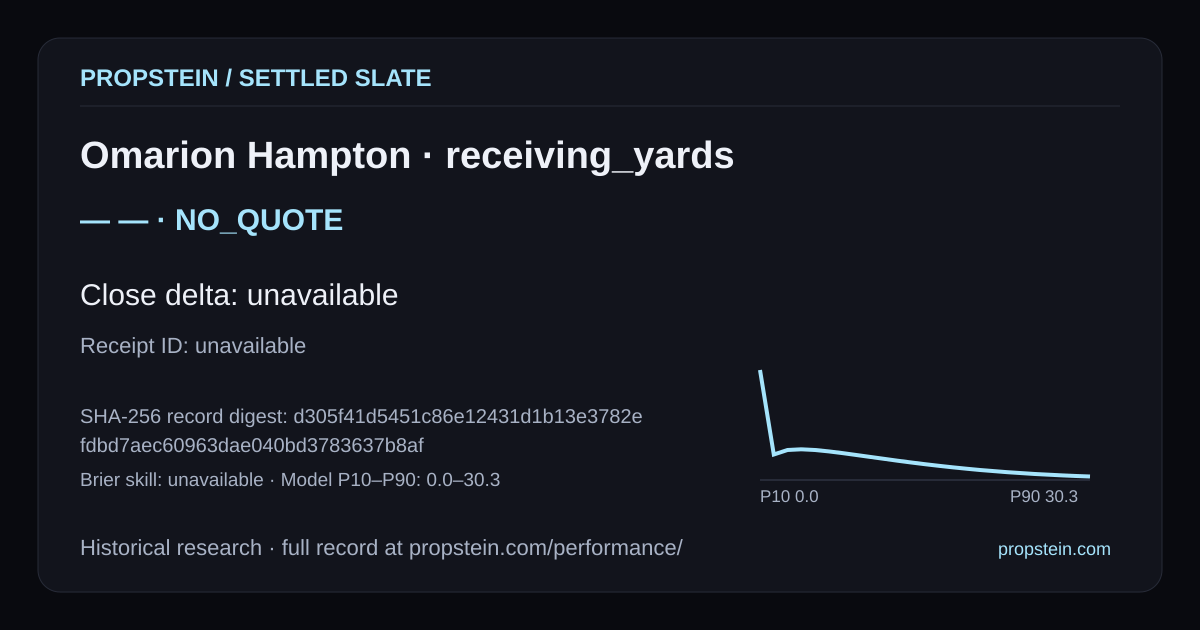 PROPSTEIN / SETTLED SLATE
Omarion Hampton · receiving_yards
— — · NO_QUOTE
Close delta: unavailable
Receipt ID: unavailable
SHA-256 record digest: d305f41d5451c86e12431d1b13e3782e
fdbd7aec60963dae040bd3783637b8af
Brier skill: unavailable · Model P10–P90: 0.0–30.3
P10 0.0
P90 30.3
Historical research · full record at propstein.com/performance/
propstein.com